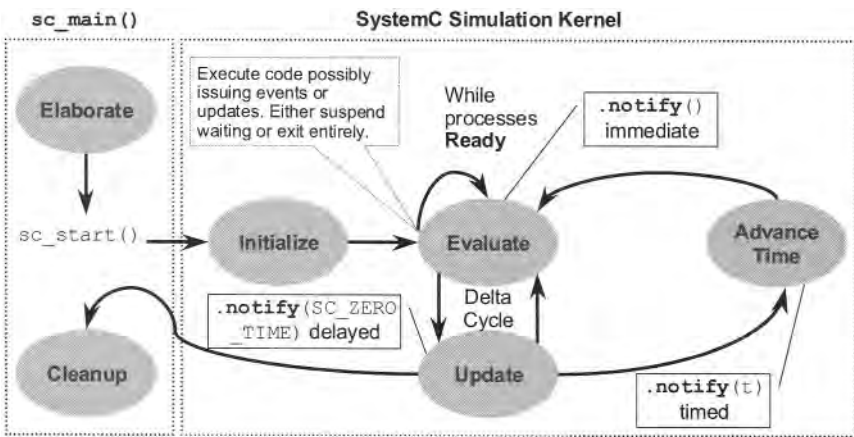 sc_main()
SystemC Simulation Kernel
Execute code possibly
issuing events or
updates. Either suspend
waiting or exit entirely.
Elaborate
While
processes
Ready
.notify()
immediate
sc_start()
Initialize
Evaluate
Advance
Time
.notify(SC_ZERO
_TIME) delayed
Delta
Cycle
Cleanup
Update
.notify(t)
timed